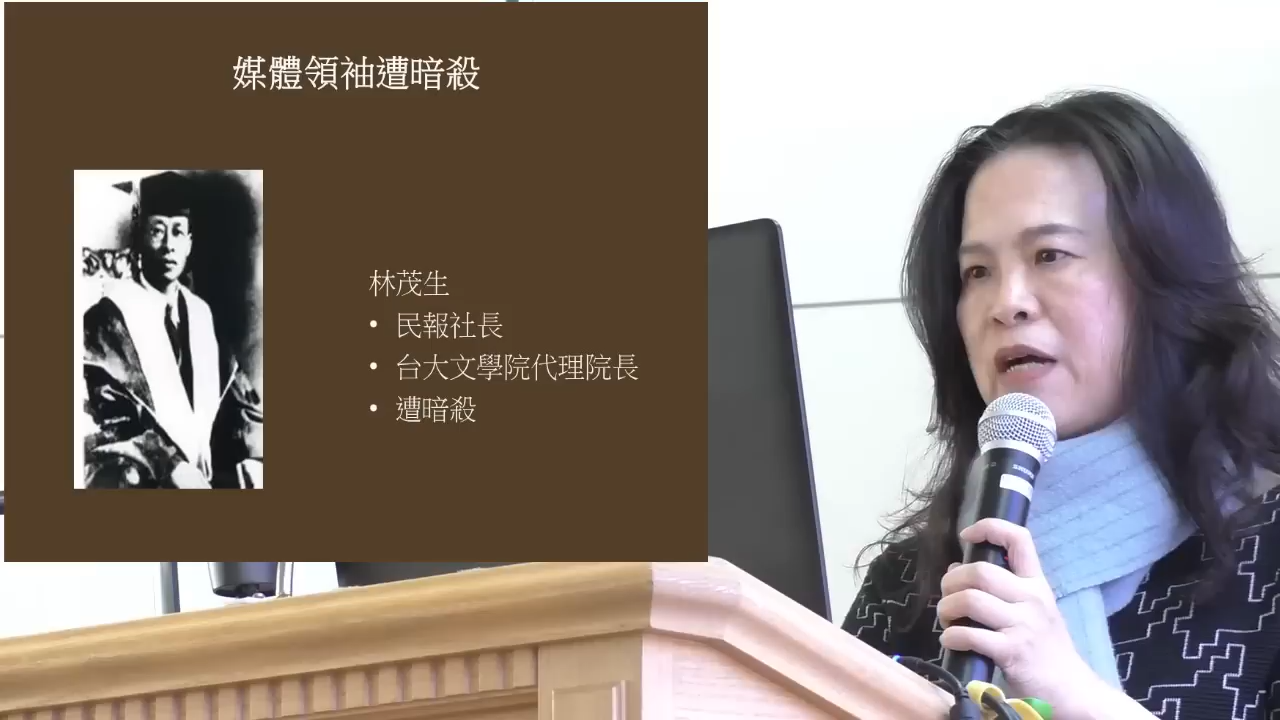 媒體領袖遭暗殺
林茂生
• 民報社長
• 台大文學院代理院長
• 遭暗殺